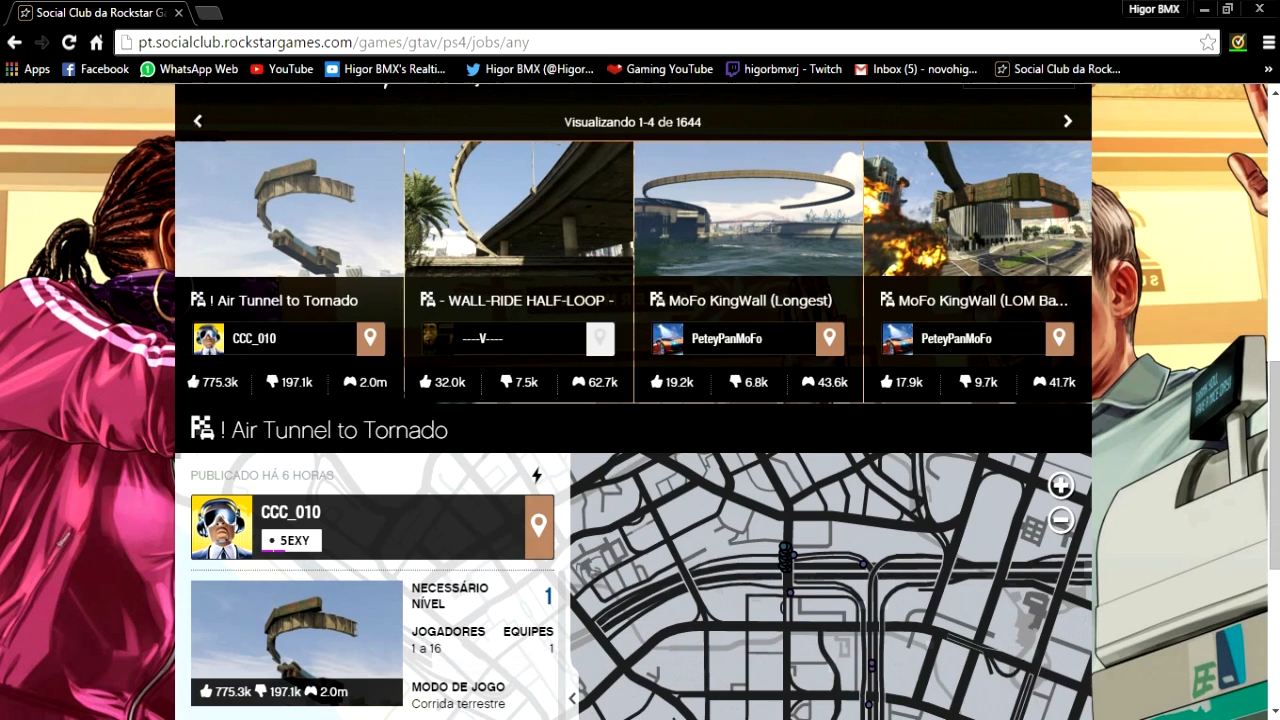 Social Club da Rockstar Ga
Higor BMX
pt.socialclub.rockstargames.com/games/gtav/ps4/jobs/any
Apps Facebook WhatsApp Web YouTube Higor BMX's Realti... Higor BMX (@Higor... Gaming YouTube higorbmxrj - Twitch Inbox (5) - novohig... Social Club da Rock... »
Visualizando 1-4 de 1644
! Air Tunnel to Tornado
CCC_010
775.3k 197.1k 2.0m
- WALL-RIDE HALF-LOOP -
----V----
32.0k 7.5k 62.7k
MoFo KingWall (Longest)
PeteyPanMoFo
19.2k 6.8k 43.6k
MoFo KingWall (LOM Ba...
PeteyPanMoFo
17.9k 9.7k 41.7k
! Air Tunnel to Tornado
PUBLICADO HÁ 6 HORAS
CCC_010
• 5EXY
775.3k 197.1k 2.0m
NECESSÁRIO
NÍVEL 1
JOGADORES EQUIPES
1 a 16 1
MODO DE JOGO
Corrida terrestre